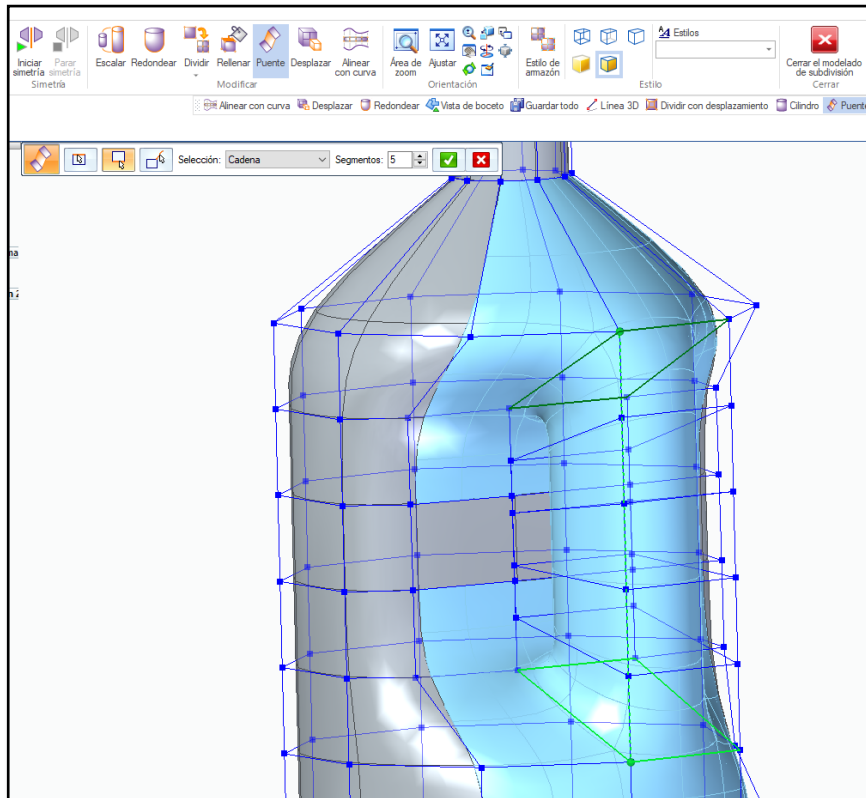 Iniciar simetría
Parar simetría
Simetría
Escalar
Redondear
Dividir
Rellenar
Puente
Desplazar
Alinear con curva
Modificar
Área de zoom
Ajustar
Orientación
Estilo de armazón
Estilos
Estilo
Cerrar el modelado de subdivisión
Cerrar
Alinear con curva
Desplazar
Redondear
Vista de boceto
Guardar todo
Línea 3D
Dividir con desplazamiento
Cilindro
Puente
Selección: Cadena
Segmentos: 5